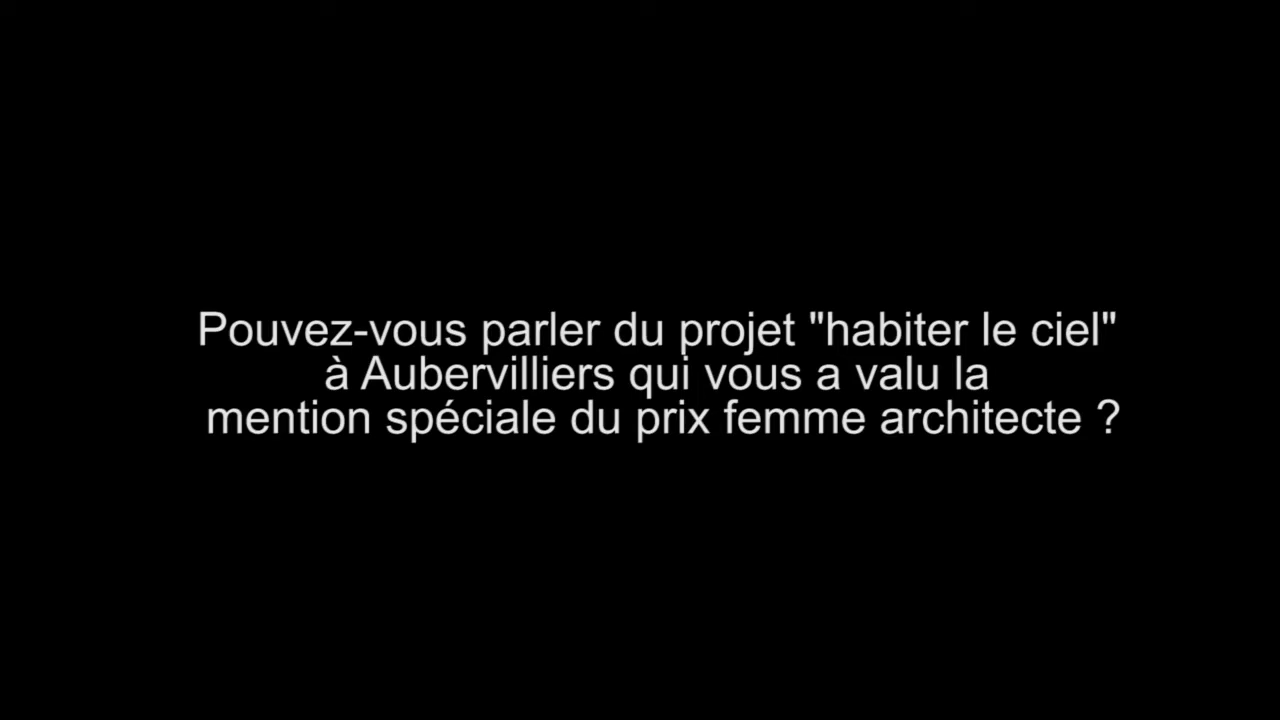 Pouvez-vous parler du projet "habiter le ciel"
à Aubervilliers qui vous a valu la
mention spéciale du prix femme architecte ?